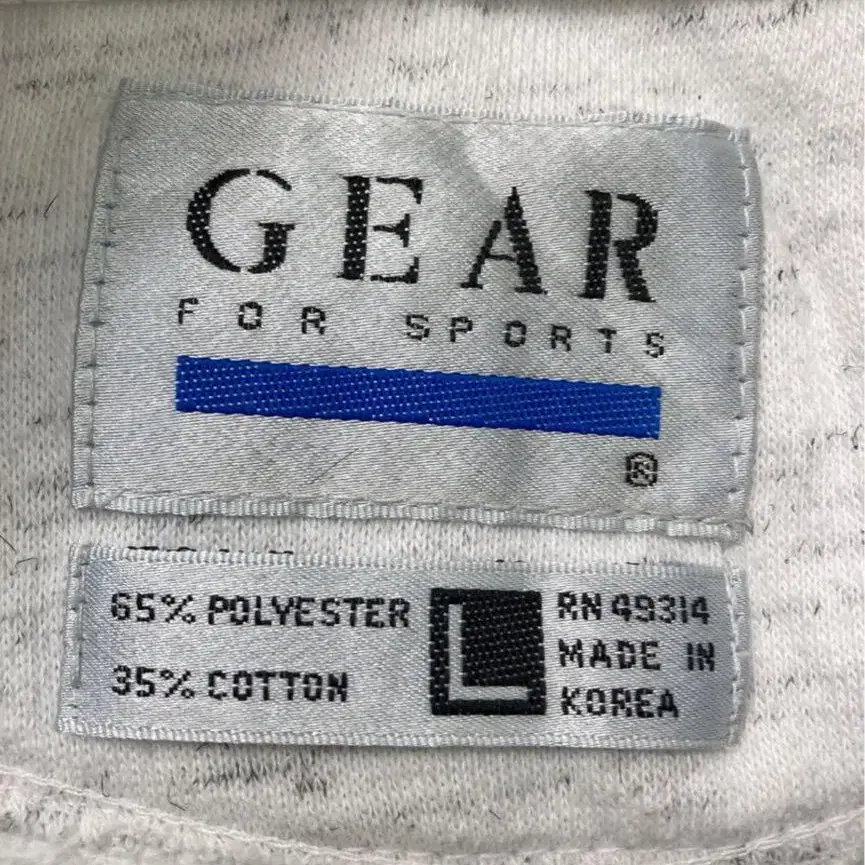 GEAR
FOR SPORTS
®
65% POLYESTER
35% COTTON
L
RN 49314
MADE IN
KOREA